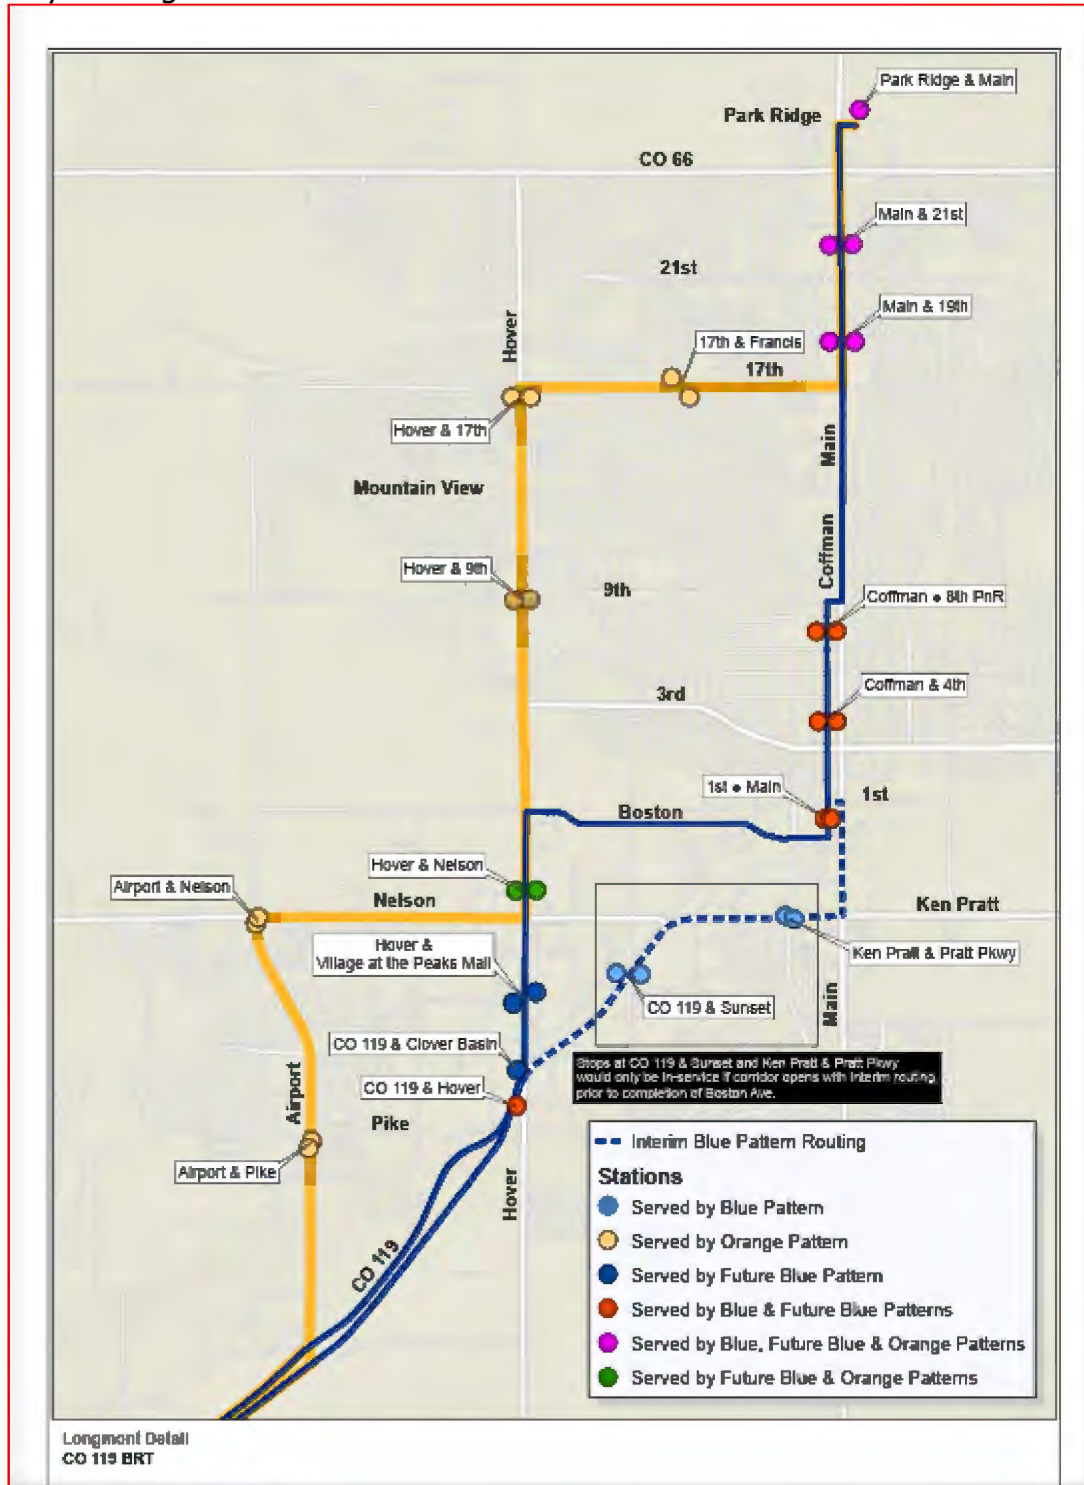 Park Ridge & Main
Park Ridge
CO 66
Main & 21st
21st
Main & 19th
Hover
17th & Francis
17th
Hover & 17th
Main
Mountain View
Coffman
Hover & 9th
9th
Coffman • 8th PnR
3rd
Coffman & 4th
1st • Main
1st
Boston
Hover & Nelson
Airport & Nelson
Nelson
Ken Pratt
Hover &
Village at the Peaks Mall
Ken Pratt & Pratt Pkwy
CO 119 & Sunset
Main
CO 119 & Clover Basin
Stops at CO 119 & Sunset and Ken Pratt & Pratt Pkwy
would only be in-service if corridor opens with interim routing
prior to completion of Boston Ave.
CO 119 & Hover
Airport
Pike
Airport & Pike
Hover
CO 119
Interim Blue Pattern Routing
Stations
Served by Blue Pattern
Served by Orange Pattern
Served by Future Blue Pattern
Served by Blue & Future Blue Patterns
Served by Blue, Future Blue & Orange Patterns
Served by Future Blue & Orange Patterns
Longmont Detail
CO 119 BRT